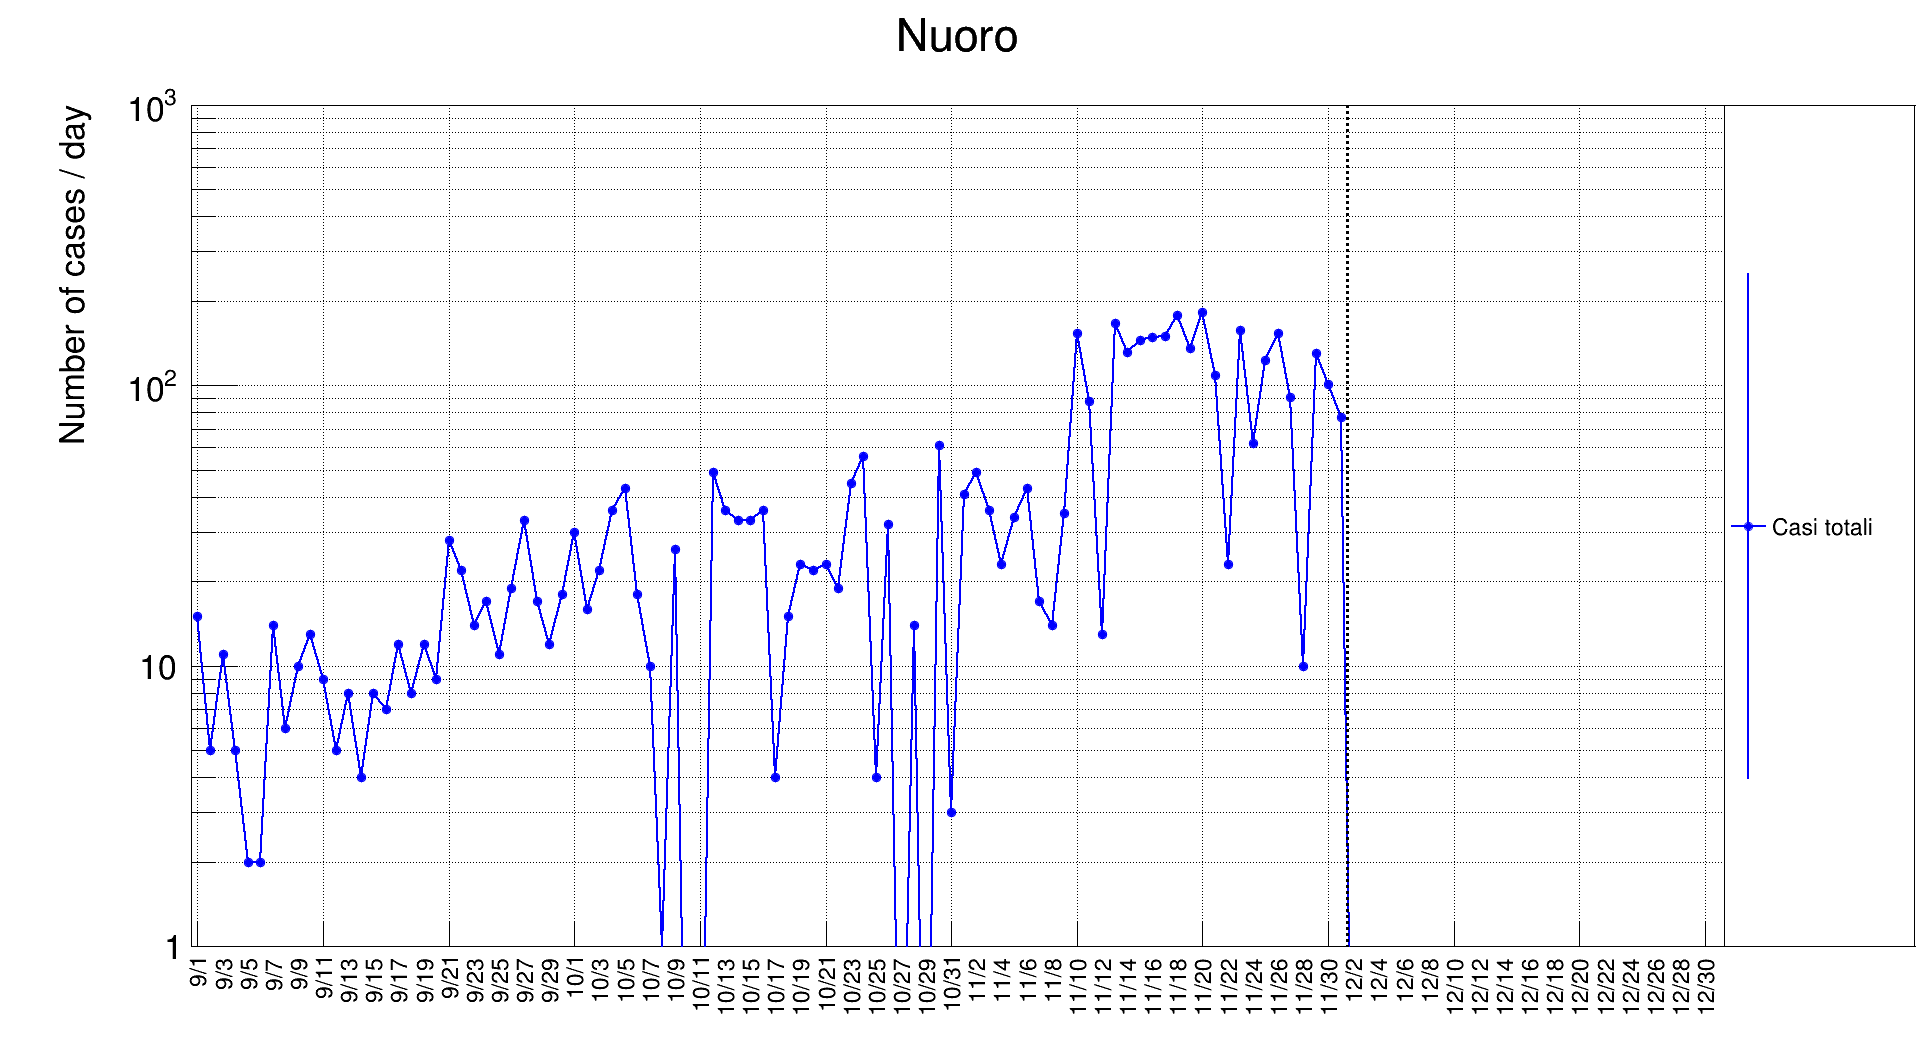 Nuoro
Number of cases / day
10³
10²
10
1
9/1 9/3 9/5 9/7 9/9 9/11 9/13 9/15 9/17 9/19 9/21 9/23 9/25 9/27 9/29 10/1 10/3 10/5 10/7 10/9 10/11 10/13 10/15 10/17 10/19 10/21 10/23 10/25 10/27 10/29 10/31 11/2 11/4 11/6 11/8 11/10 11/12 11/14 11/16 11/18 11/20 11/22 11/24 11/26 11/28 11/30 12/2 12/4 12/6 12/8 12/10 12/12 12/14 12/16 12/18 12/20 12/22 12/24 12/26 12/28 12/30
Casi totali